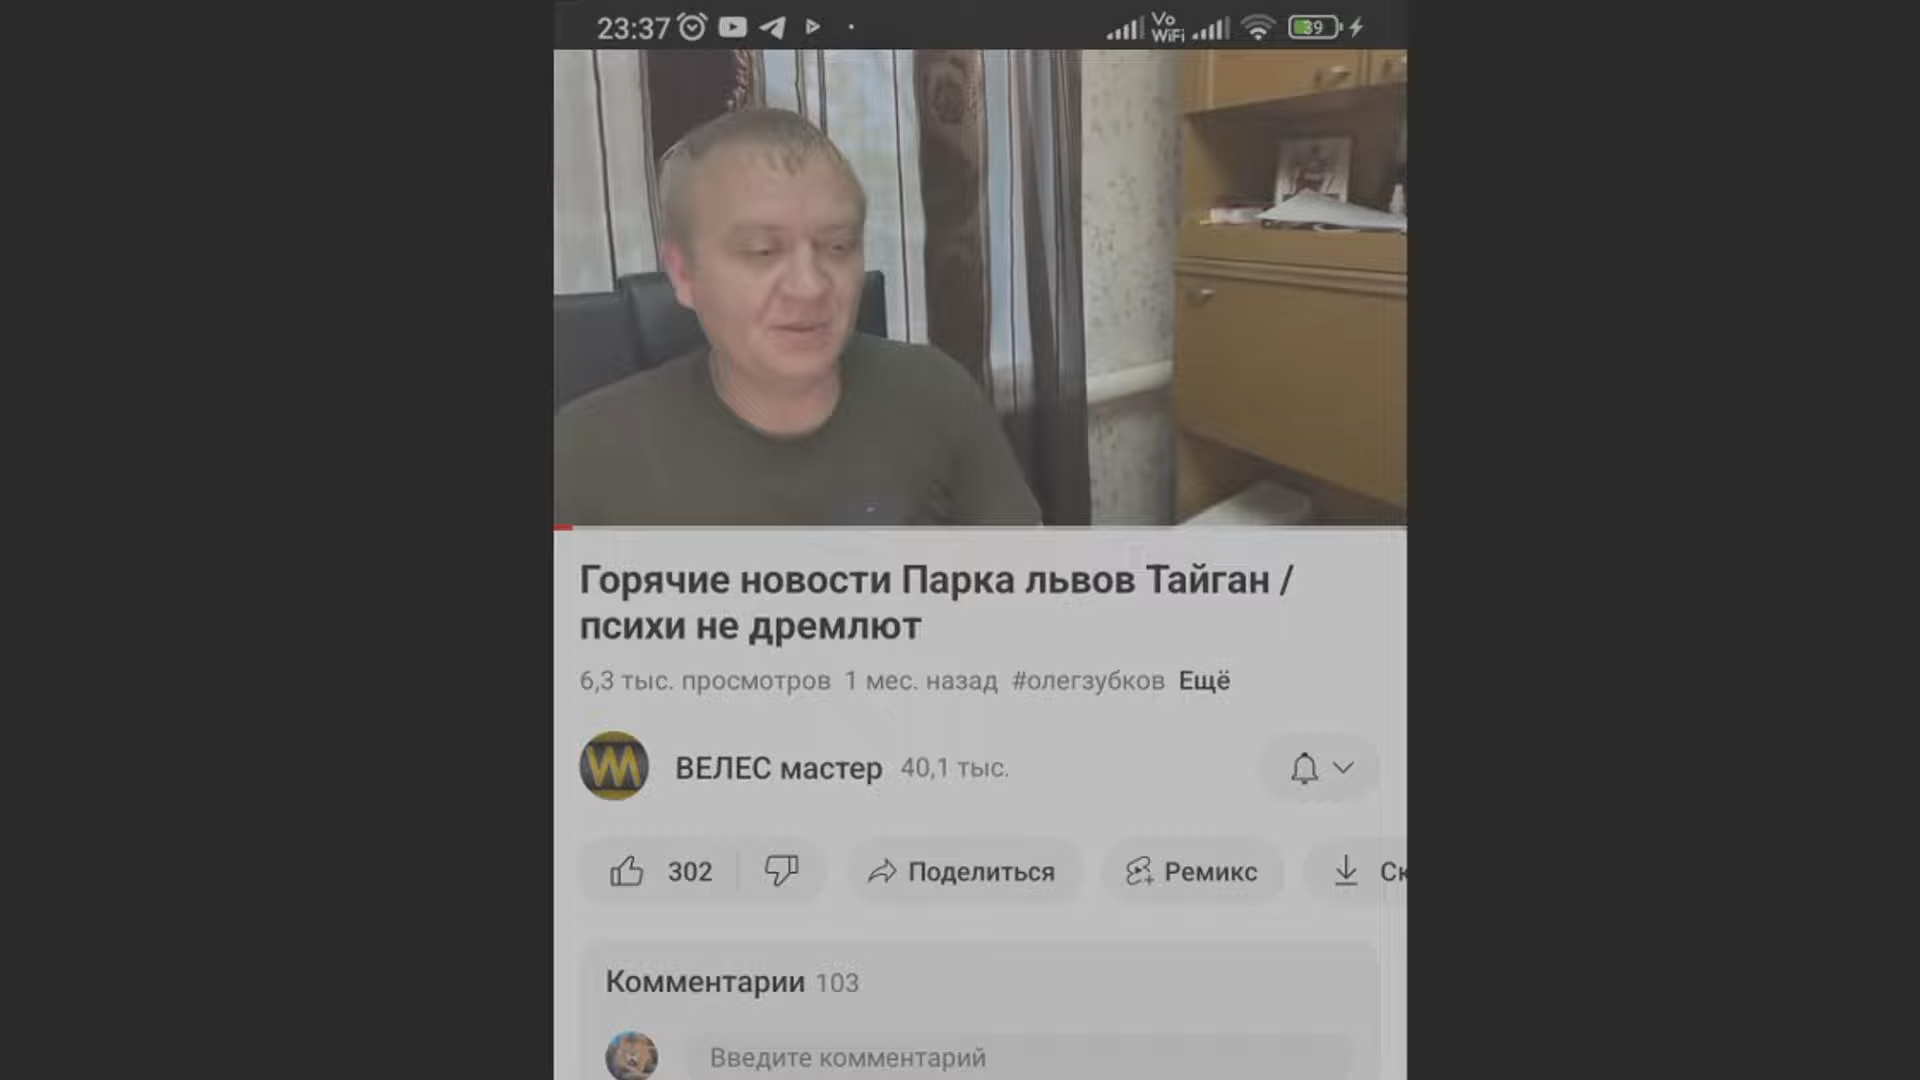 23:37 Vo WiFi 39
Горячие новости Парка львов Тайган /
психи не дремлют
6,3 тыс. просмотров 1 мес. назад #олегзубков Ещё
ВЕЛЕС мастер 40,1 тыс.
302 Поделиться Ремикс Ск
Комментарии 103
Введите комментарий